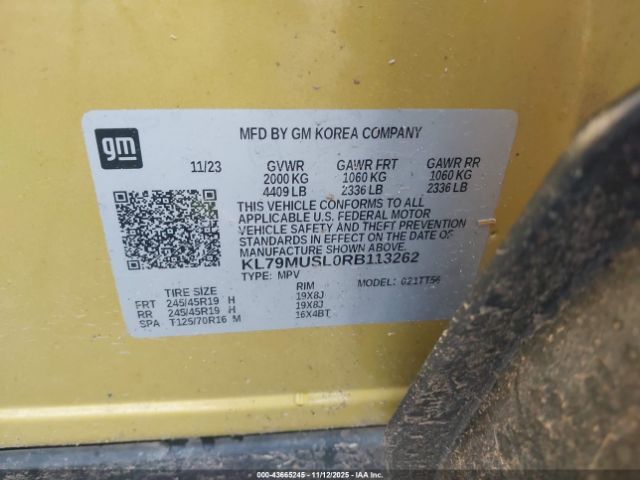 gm
MFD BY GM KOREA COMPANY
11/23 GVWR GAWR FRT GAWR RR
2000 KG 1060 KG 1060 KG
4409 LB 2336 LB 2336 LB
THIS VEHICLE CONFORMS TO ALL
APPLICABLE U.S. FEDERAL MOTOR
VEHICLE SAFETY AND THEFT PREVENTION
STANDARDS IN EFFECT ON THE DATE OF
MANUFACTURE SHOWN ABOVE.
KL79MUSL0RB113262
TYPE: MPV MODEL: 021TT56
TIRE SIZE RIM
FRT 245/45R19 H 19X8J
RR 245/45R19 H 19X8J
SPA T125/70R16 M 16X4BT
000-43665245 - 11/12/2025 - IAA, Inc.